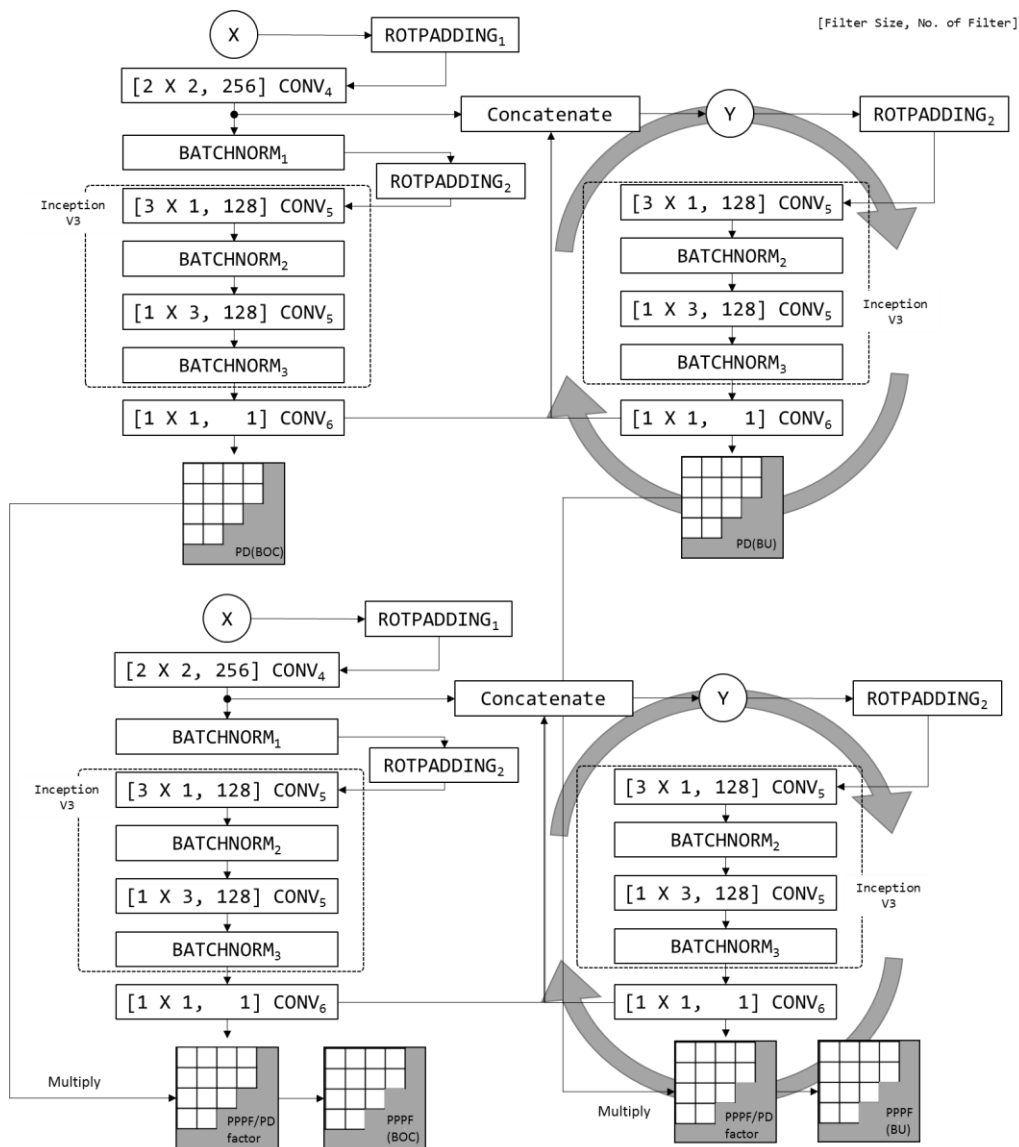 [Filter Size, No. of Filter]
X
ROTPADDING₁
[2 X 2, 256] CONV₄
Concatenate
Y
ROTPADDING₂
BATCHNORM₁
ROTPADDING₂
Inception
V3
[3 X 1, 128] CONV₅
BATCHNORM₂
[1 X 3, 128] CONV₅
BATCHNORM₃
[1 X 1,   1] CONV₆
PD(BOC)
[3 X 1, 128] CONV₅
BATCHNORM₂
[1 X 3, 128] CONV₅
BATCHNORM₃
Inception
V3
[1 X 1,   1] CONV₆
PD(BU)
X
ROTPADDING₁
[2 X 2, 256] CONV₄
Concatenate
Y
ROTPADDING₂
BATCHNORM₁
ROTPADDING₂
Inception
V3
[3 X 1, 128] CONV₅
BATCHNORM₂
[1 X 3, 128] CONV₅
BATCHNORM₃
[1 X 1,   1] CONV₆
Multiply
PPPF/PD
factor
PPPF
(BOC)
[3 X 1, 128] CONV₅
BATCHNORM₂
[1 X 3, 128] CONV₅
BATCHNORM₃
Inception
V3
[1 X 1,   1] CONV₆
Multiply
PPPF/PD
factor
PPPF
(BU)